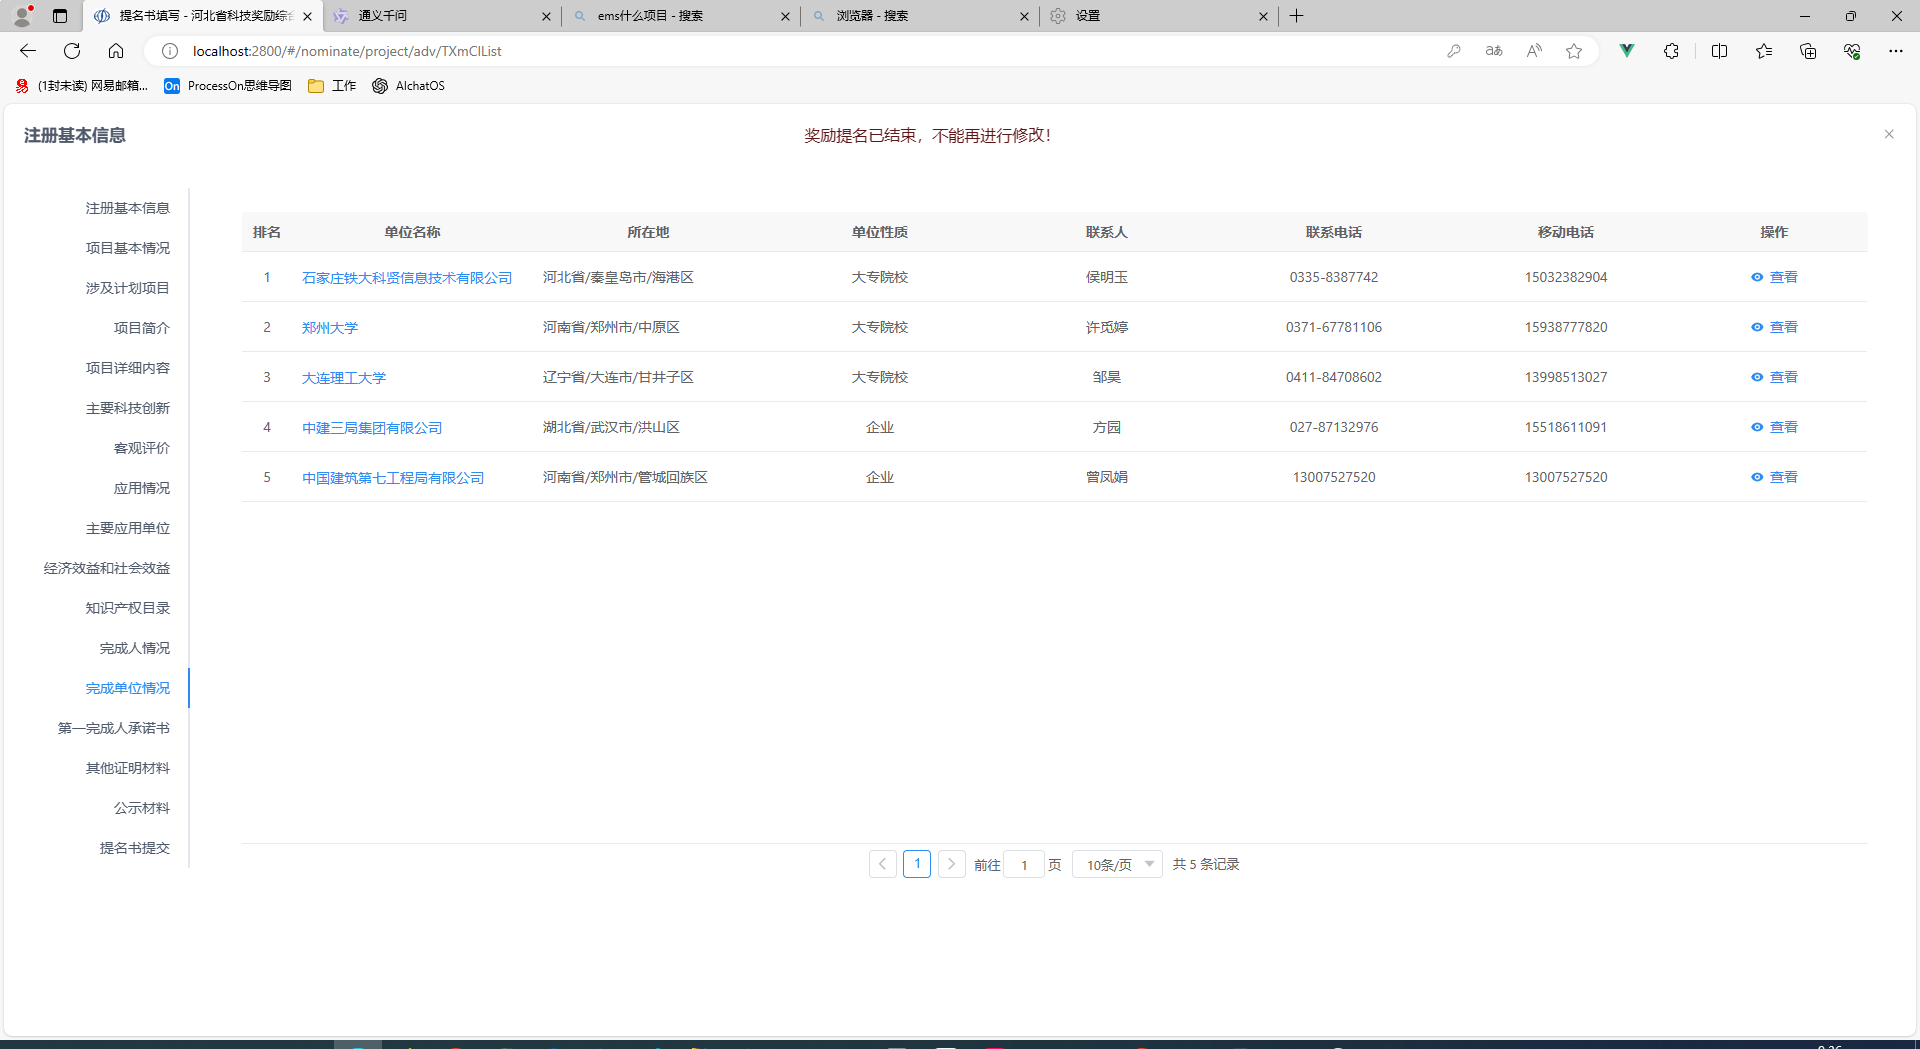 提名书填写 - 河北省科技奖励综合
通义千问
ems什么项目 - 搜索
浏览器 - 搜索
设置
localhost:2800/#/nominate/project/adv/TXmClList
(1封未读) 网易邮箱...
On ProcessOn思维导图
工作
AIchatOS
注册基本信息
奖励提名已结束，不能再进行修改！
注册基本信息
项目基本情况
涉及计划项目
项目简介
项目详细内容
主要科技创新
客观评价
应用情况
主要应用单位
经济效益和社会效益
知识产权目录
完成人情况
完成单位情况
第一完成人承诺书
其他证明材料
公示材料
提名书提交
排名 单位名称 所在地 单位性质 联系人 联系电话 移动电话 操作
1 石家庄铁大科贤信息技术有限公司 河北省/秦皇岛市/海港区 大专院校 侯明玉 0335-8387742 15032382904 查看
2 郑州大学 河南省/郑州市/中原区 大专院校 许觅婷 0371-67781106 15938777820 查看
3 大连理工大学 辽宁省/大连市/甘井子区 大专院校 邹昊 0411-84708602 13998513027 查看
4 中建三局集团有限公司 湖北省/武汉市/洪山区 企业 方园 027-87132976 15518611091 查看
5 中国建筑第七工程局有限公司 河南省/郑州市/管城回族区 企业 曾凤娟 13007527520 13007527520 查看
1 前往 1 页 10条/页 共 5 条记录